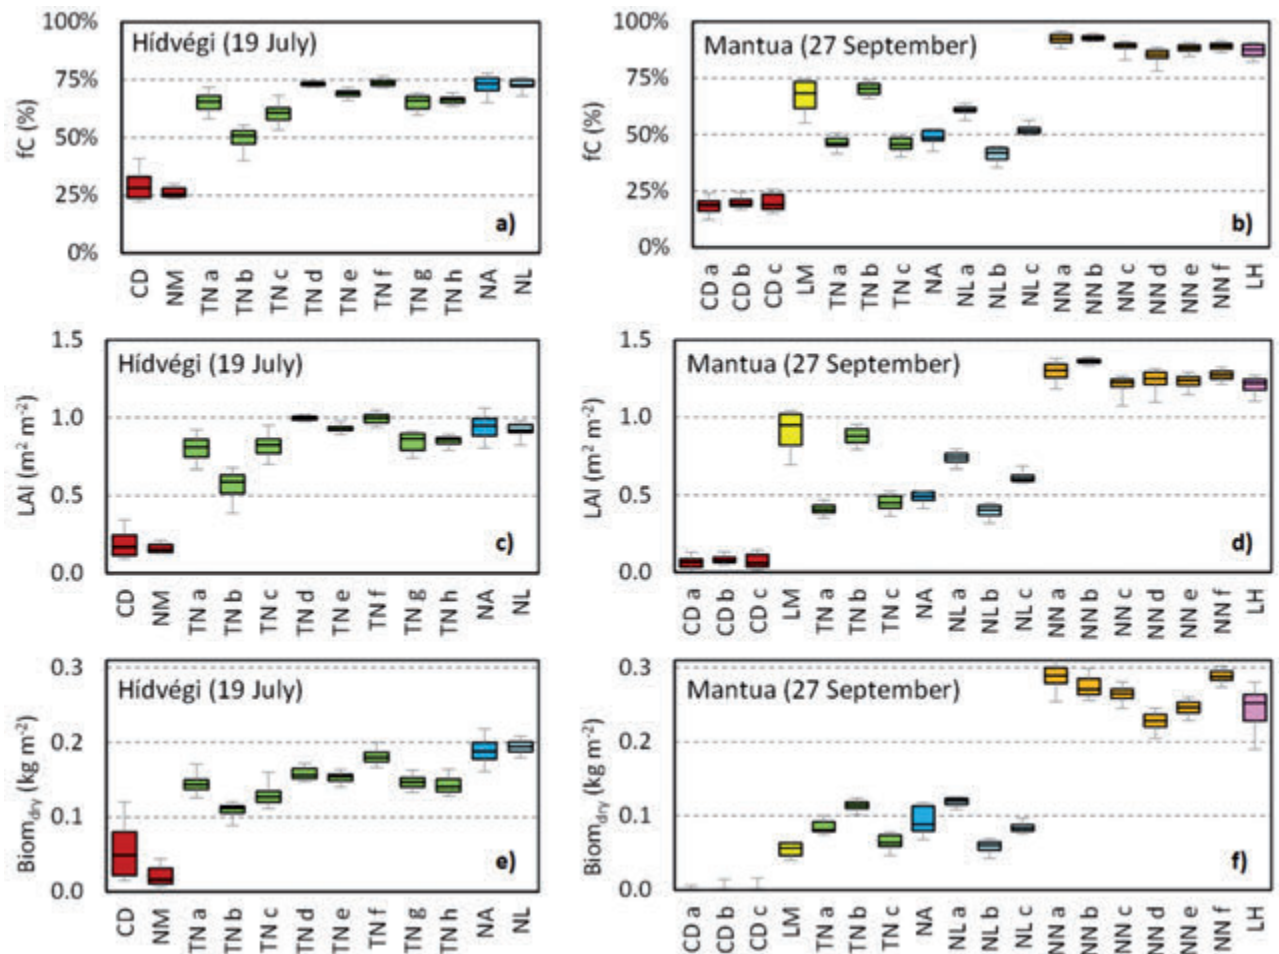 100%
75%
50%
25%
0%
fC (%)
Hídvégi (19 July)
a)
CD NM TN a TN b TN c TN d TN e TN f TN g TN h NA NL
100%
75%
50%
25%
0%
fC (%)
Mantua (27 September)
b)
CD a CD b CD c LM TN a TN b TN c NA NL a NL b NL c NN a NN b NN c NN d NN e NN f LH
1.5
1.0
0.5
0.0
LAI (m² m⁻²)
Hídvégi (19 July)
c)
CD NM TN a TN b TN c TN d TN e TN f TN g TN h NA NL
1.5
1.0
0.5
0.0
LAI (m² m⁻²)
Mantua (27 September)
d)
CD a CD b CD c LM TN a TN b TN c NA NL a NL b NL c NN a NN b NN c NN d NN e NN f LH
0.3
0.2
0.1
0.0
Biom_dry (kg m⁻²)
Hídvégi (19 July)
e)
CD NM TN a TN b TN c TN d TN e TN f TN g TN h NA NL
0.3
0.2
0.1
0.0
Biom_dry (kg m⁻²)
Mantua (27 September)
f)
CD a CD b CD c LM TN a TN b TN c NA NL a NL b NL c NN a NN b NN c NN d NN e NN f LH